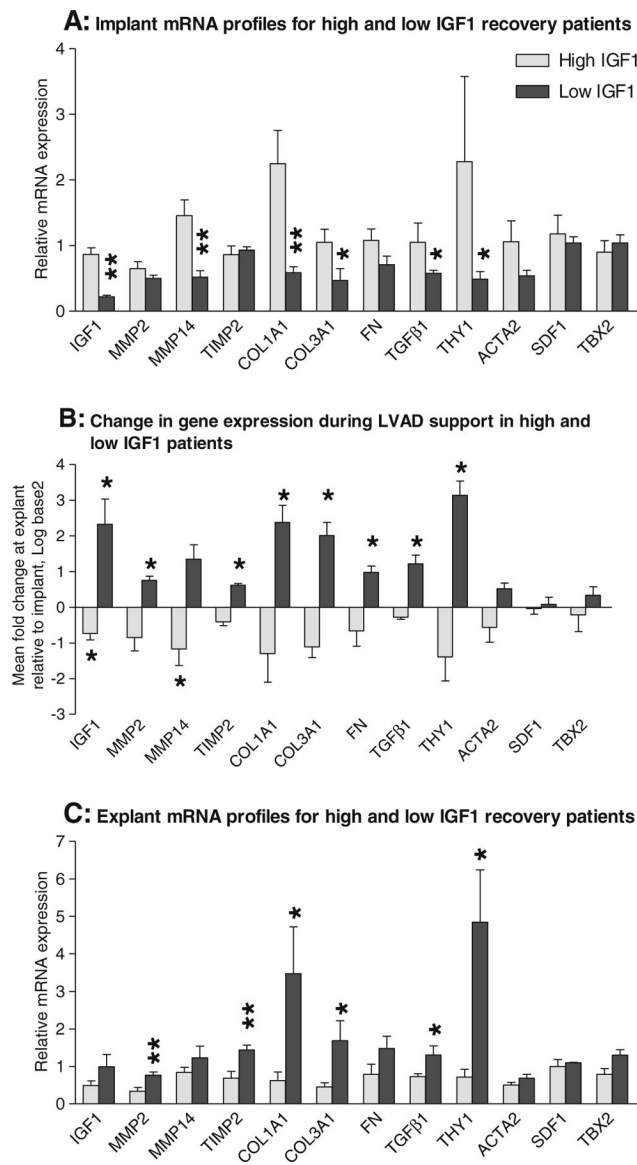 A: Implant mRNA profiles for high and low IGF1 recovery patients
High IGF1
Low IGF1
Relative mRNA expression
4
3
2
1
0
**
**
**
*
*
*
IGF1
MMP2
MMP14
TIMP2
COL1A1
COL3A1
FN
TGFβ1
THY1
ACTA2
SDF1
TBX2
B: Change in gene expression during LVAD support in high and
low IGF1 patients
Mean fold change at explant
relative to implant, Log base2
4
3
2
1
0
-1
-2
-3
*
*
*
*
*
*
*
*
*
*
IGF1
MMP2
MMP14
TIMP2
COL1A1
COL3A1
FN
TGFβ1
THY1
ACTA2
SDF1
TBX2
C: Explant mRNA profiles for high and low IGF1 recovery patients
Relative mRNA expression
7
6
5
4
3
2
1
0
**
**
*
*
*
*
IGF1
MMP2
MMP14
TIMP2
COL1A1
COL3A1
FN
TGFβ1
THY1
ACTA2
SDF1
TBX2